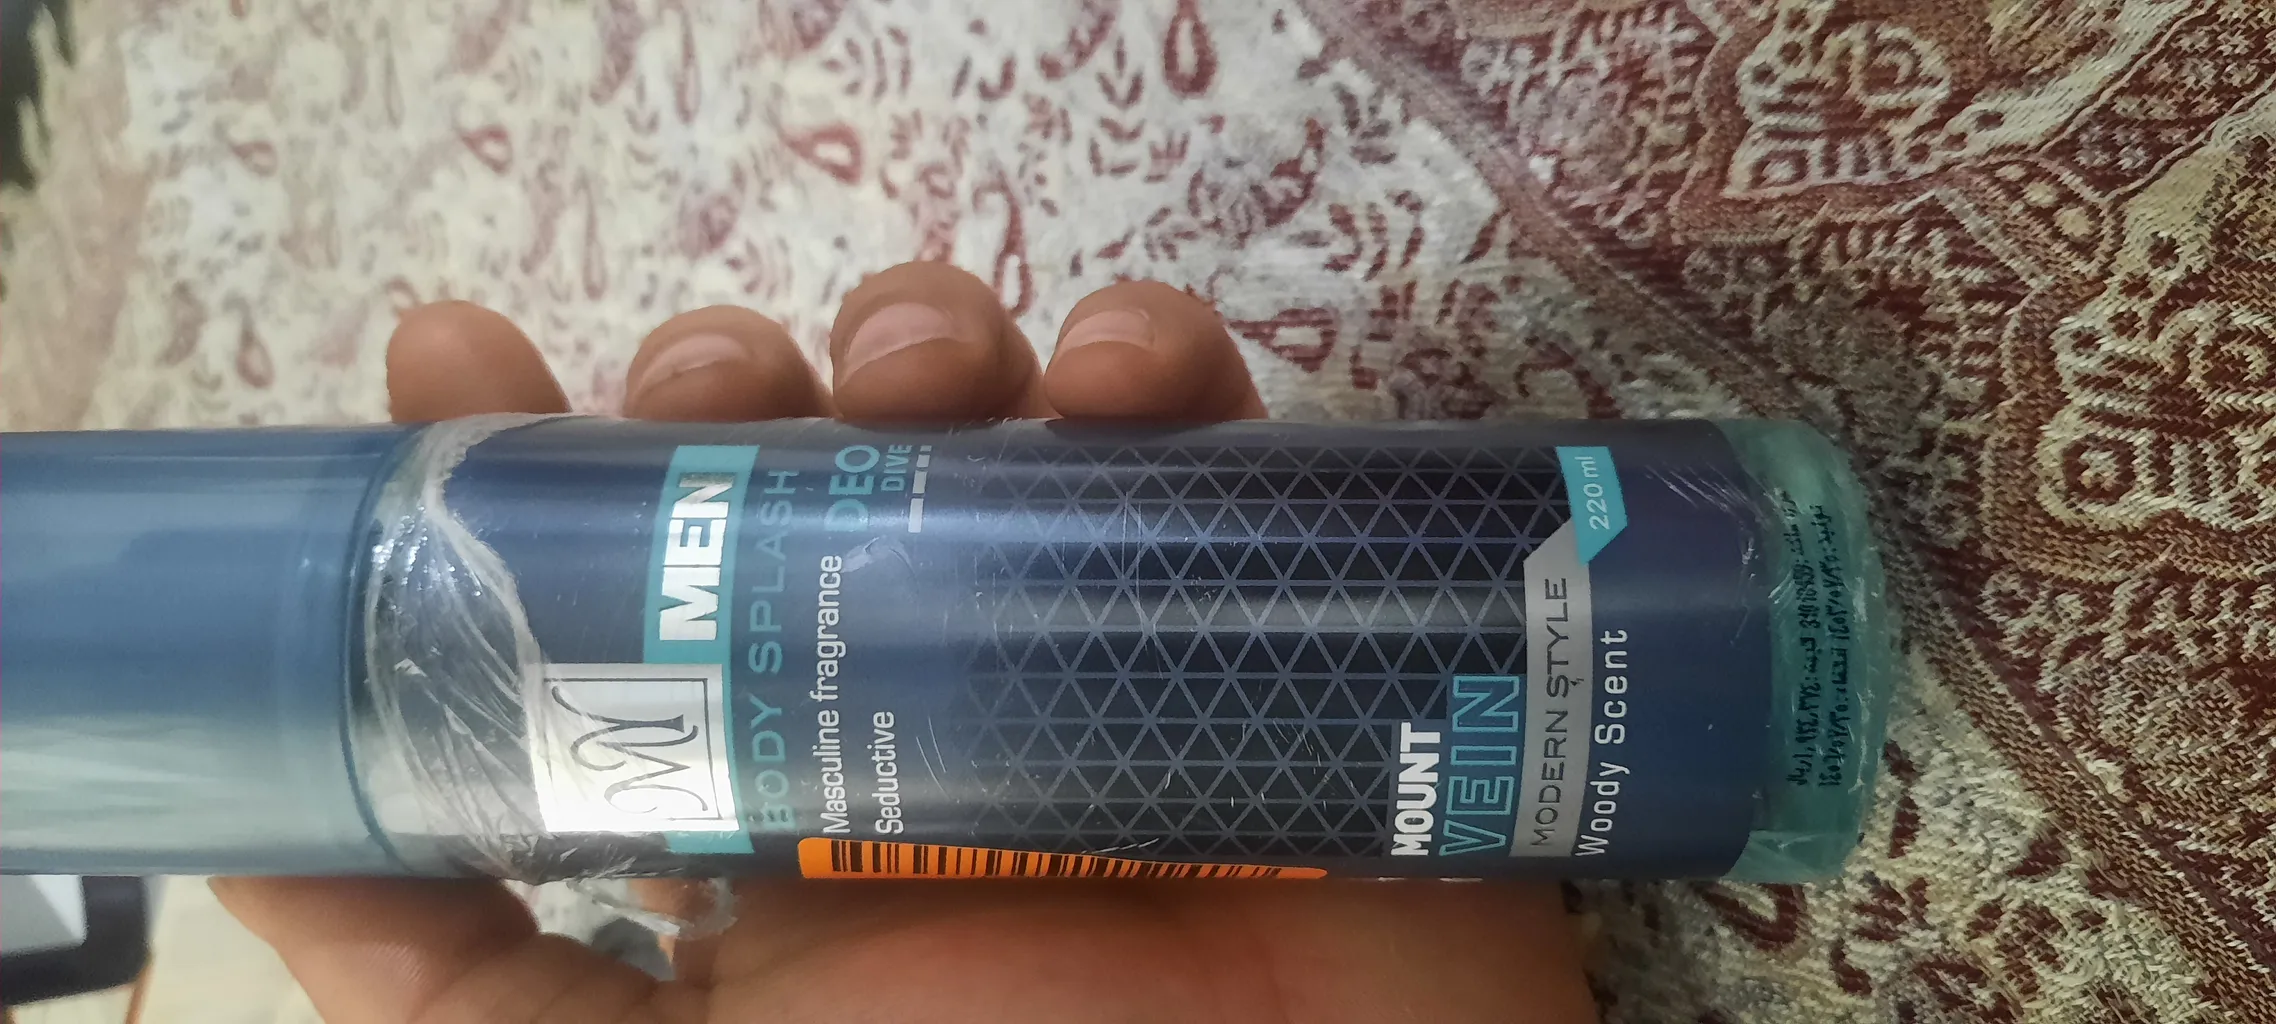 MEN
BODY SPLASH
Masculine fragrance
DEO
Seductive
DIVE
MOUNT
VEIN
MODERN STYLE
220 ml
Woody Scent